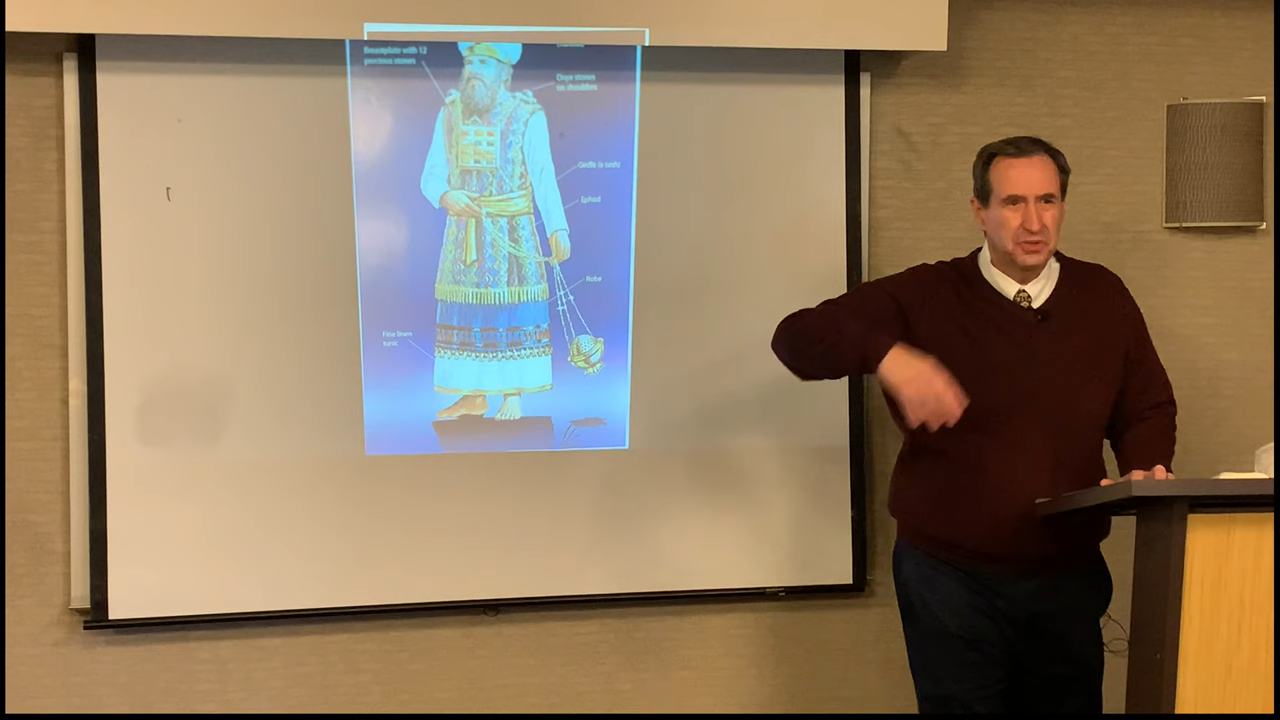 Breastplate with 12
precious stones
Onyx stones
on shoulders
Girdle (a sash)
Ephod
Robe
Fine linen
tunic